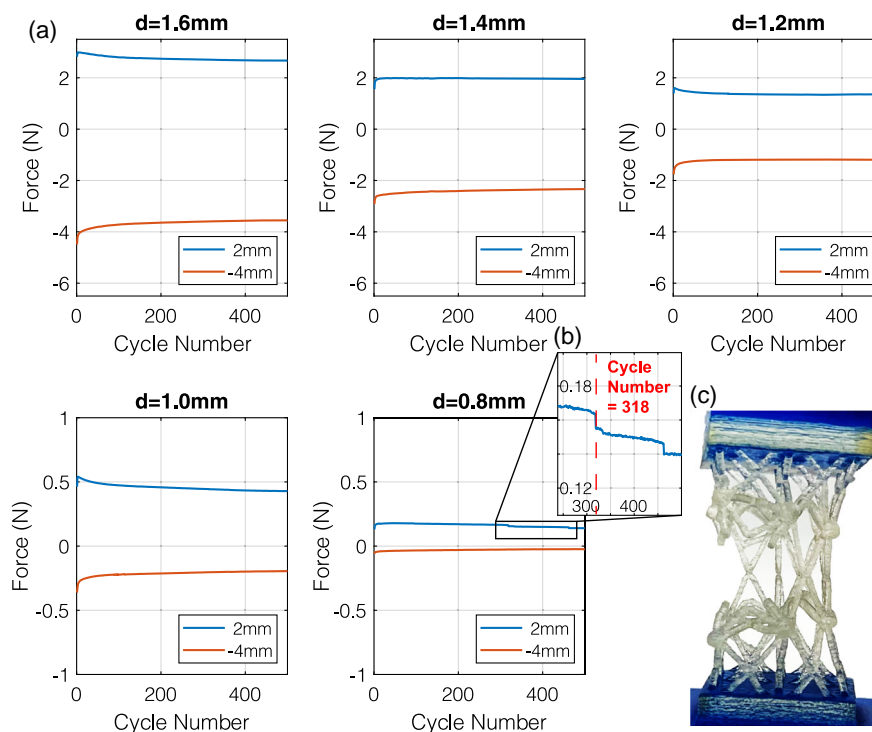 (a)
d=1.6mm
d=1.4mm
d=1.2mm
Force (N)
2
0
-2
-4
-6
2mm
-4mm
0
200
400
Cycle Number
Force (N)
2
0
-2
-4
-6
2mm
-4mm
0
200
400
Cycle Number
Force (N)
2
0
-2
-4
-6
2mm
-4mm
0
200
400
Cycle Number
d=1.0mm
Force (N)
1
0.5
0
-0.5
-1
2mm
-4mm
0
200
400
Cycle Number
d=0.8mm
Force (N)
1
0.5
0
-0.5
-1
2mm
-4mm
0
200
400
Cycle Number
(b)
0.18
0.12
300
400
Cycle
Number
= 318
(c)